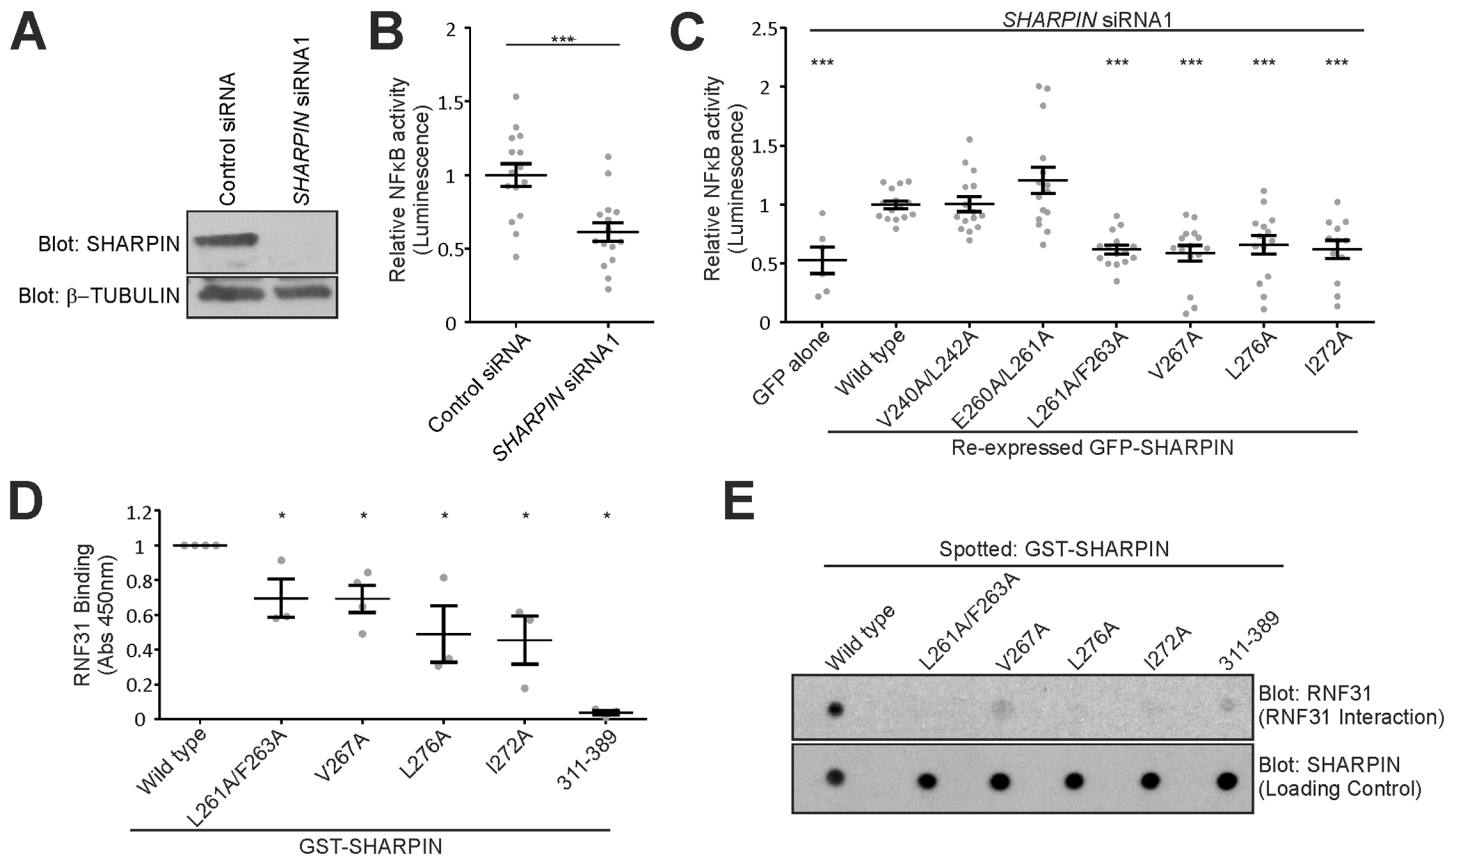 A
Control siRNA
SHARPIN siRNA1
Blot: SHARPIN
Blot: β−TUBULIN
B
Relative NFκB activity
(Luminescence)
2
1.5
1
0.5
0
***
Control siRNA
SHARPIN siRNA1
C
SHARPIN siRNA1
Relative NFκB activity
(Luminescence)
2.5
2
1.5
1
0.5
0
*** *** *** *** ***
GFP alone
Wild type
V240A/L242A
E260A/L261A
L261A/F263A
V267A
L276A
I272A
Re-expressed GFP-SHARPIN
D
RNF31 Binding
(Abs 450nm)
1.2
1
0.8
0.6
0.4
0.2
0
* * * * *
Wild type
L261A/F263A
V267A
L276A
I272A
311-389
GST-SHARPIN
E
Spotted: GST-SHARPIN
Wild type
L261A/F263A
V267A
L276A
I272A
311-389
Blot: RNF31
(RNF31 Interaction)
Blot: SHARPIN
(Loading Control)